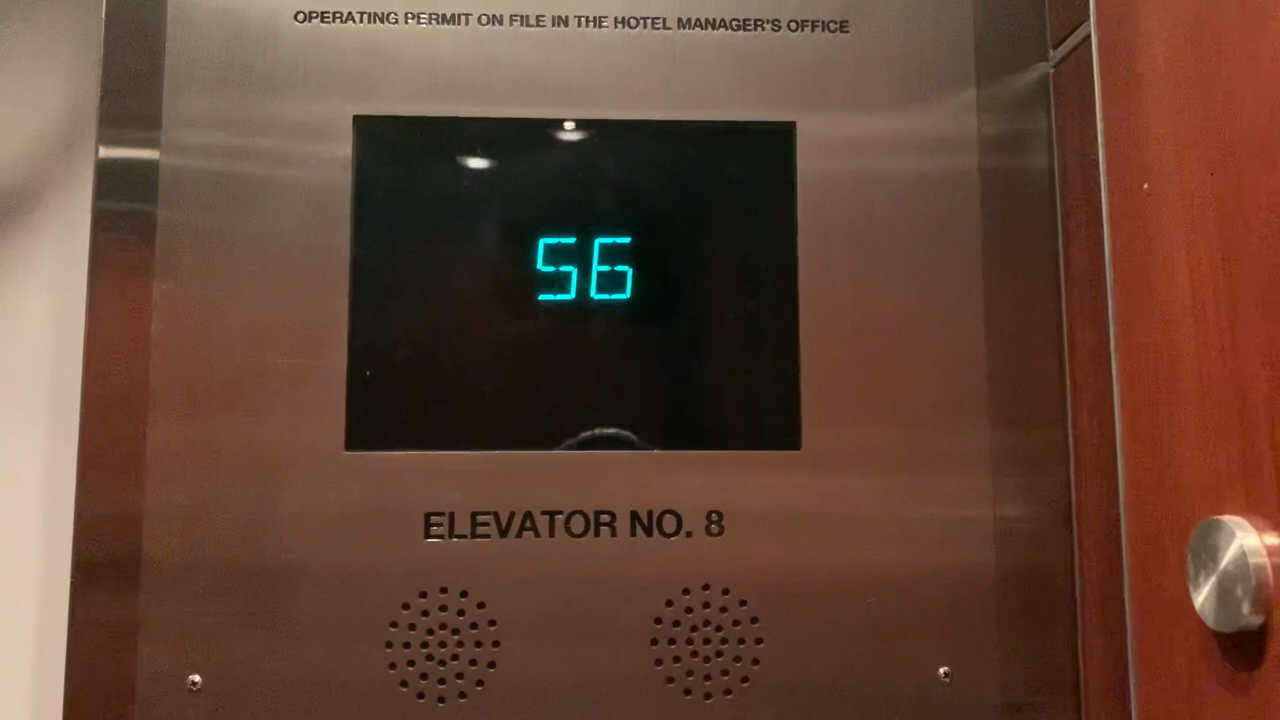 OPERATING PERMIT ON FILE IN THE HOTEL MANAGER'S OFFICE
56
ELEVATOR NO. 8